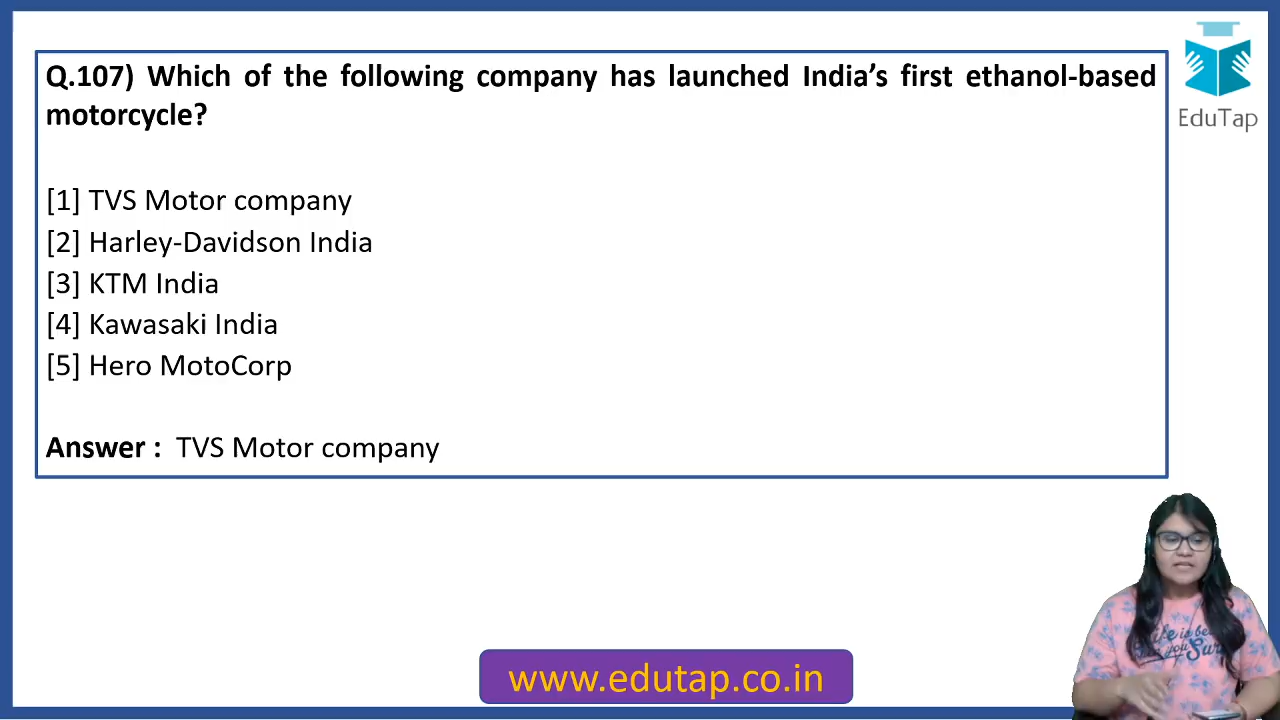 Q.107) Which of the following company has launched India’s first ethanol-based
motorcycle?
[1] TVS Motor company
[2] Harley-Davidson India
[3] KTM India
[4] Kawasaki India
[5] Hero MotoCorp
Answer : TVS Motor company
EduTap
www.edutap.co.in